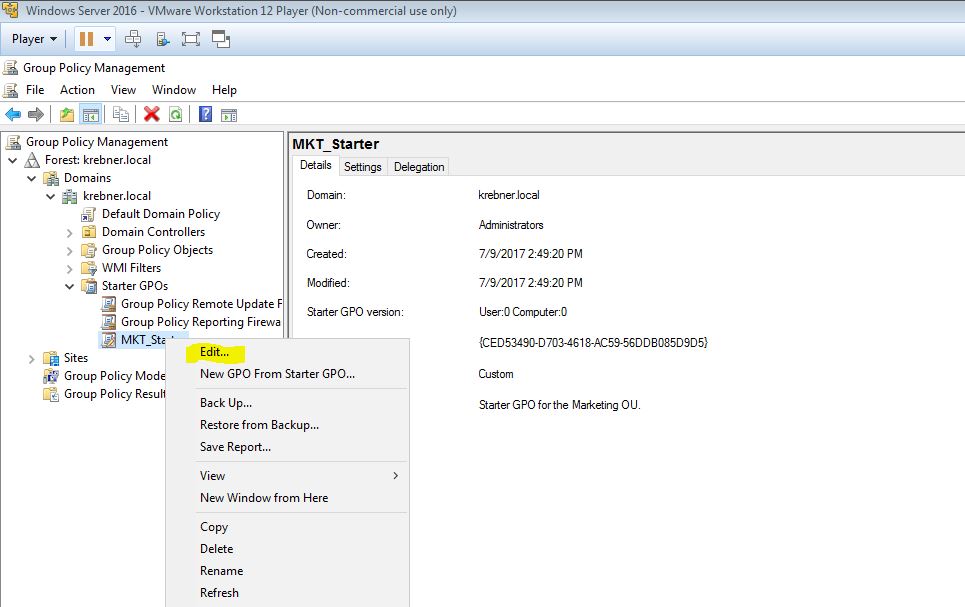 Windows Server 2016 - VMware Workstation 12 Player (Non-commercial use only)
Player
Group Policy Management
File Action View Window Help
Group Policy Management
Forest: krebner.local
Domains
krebner.local
Default Domain Policy
Domain Controllers
Group Policy Objects
WMI Filters
Starter GPOs
Group Policy Remote Update F
Group Policy Reporting Firewa
MKT_Sta
Sites
Group Policy Mode
Group Policy Result
Edit...
New GPO From Starter GPO...
Back Up...
Restore from Backup...
Save Report...
View
New Window from Here
Copy
Delete
Rename
Refresh
MKT_Starter
Details Settings Delegation
Domain: krebner.local
Owner: Administrators
Created: 7/9/2017 2:49:20 PM
Modified: 7/9/2017 2:49:20 PM
Starter GPO version: User:0 Computer:0
{CED53490-D703-4618-AC59-56DDB085D9D5}
Custom
Starter GPO for the Marketing OU.